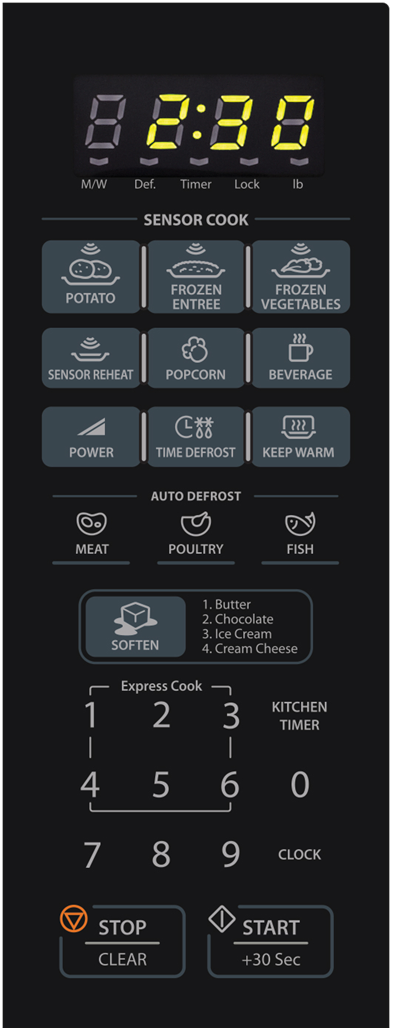 2:30
M/W Def. Timer Lock lb
SENSOR COOK
POTATO
FROZEN
ENTREE
FROZEN
VEGETABLES
SENSOR REHEAT
POPCORN
BEVERAGE
POWER
TIME DEFROST
KEEP WARM
AUTO DEFROST
MEAT
POULTRY
FISH
SOFTEN
1. Butter
2. Chocolate
3. Ice Cream
4. Cream Cheese
Express Cook
1 2 3
KITCHEN
TIMER
4 5 6 0
7 8 9 CLOCK
STOP
CLEAR
START
+30 Sec